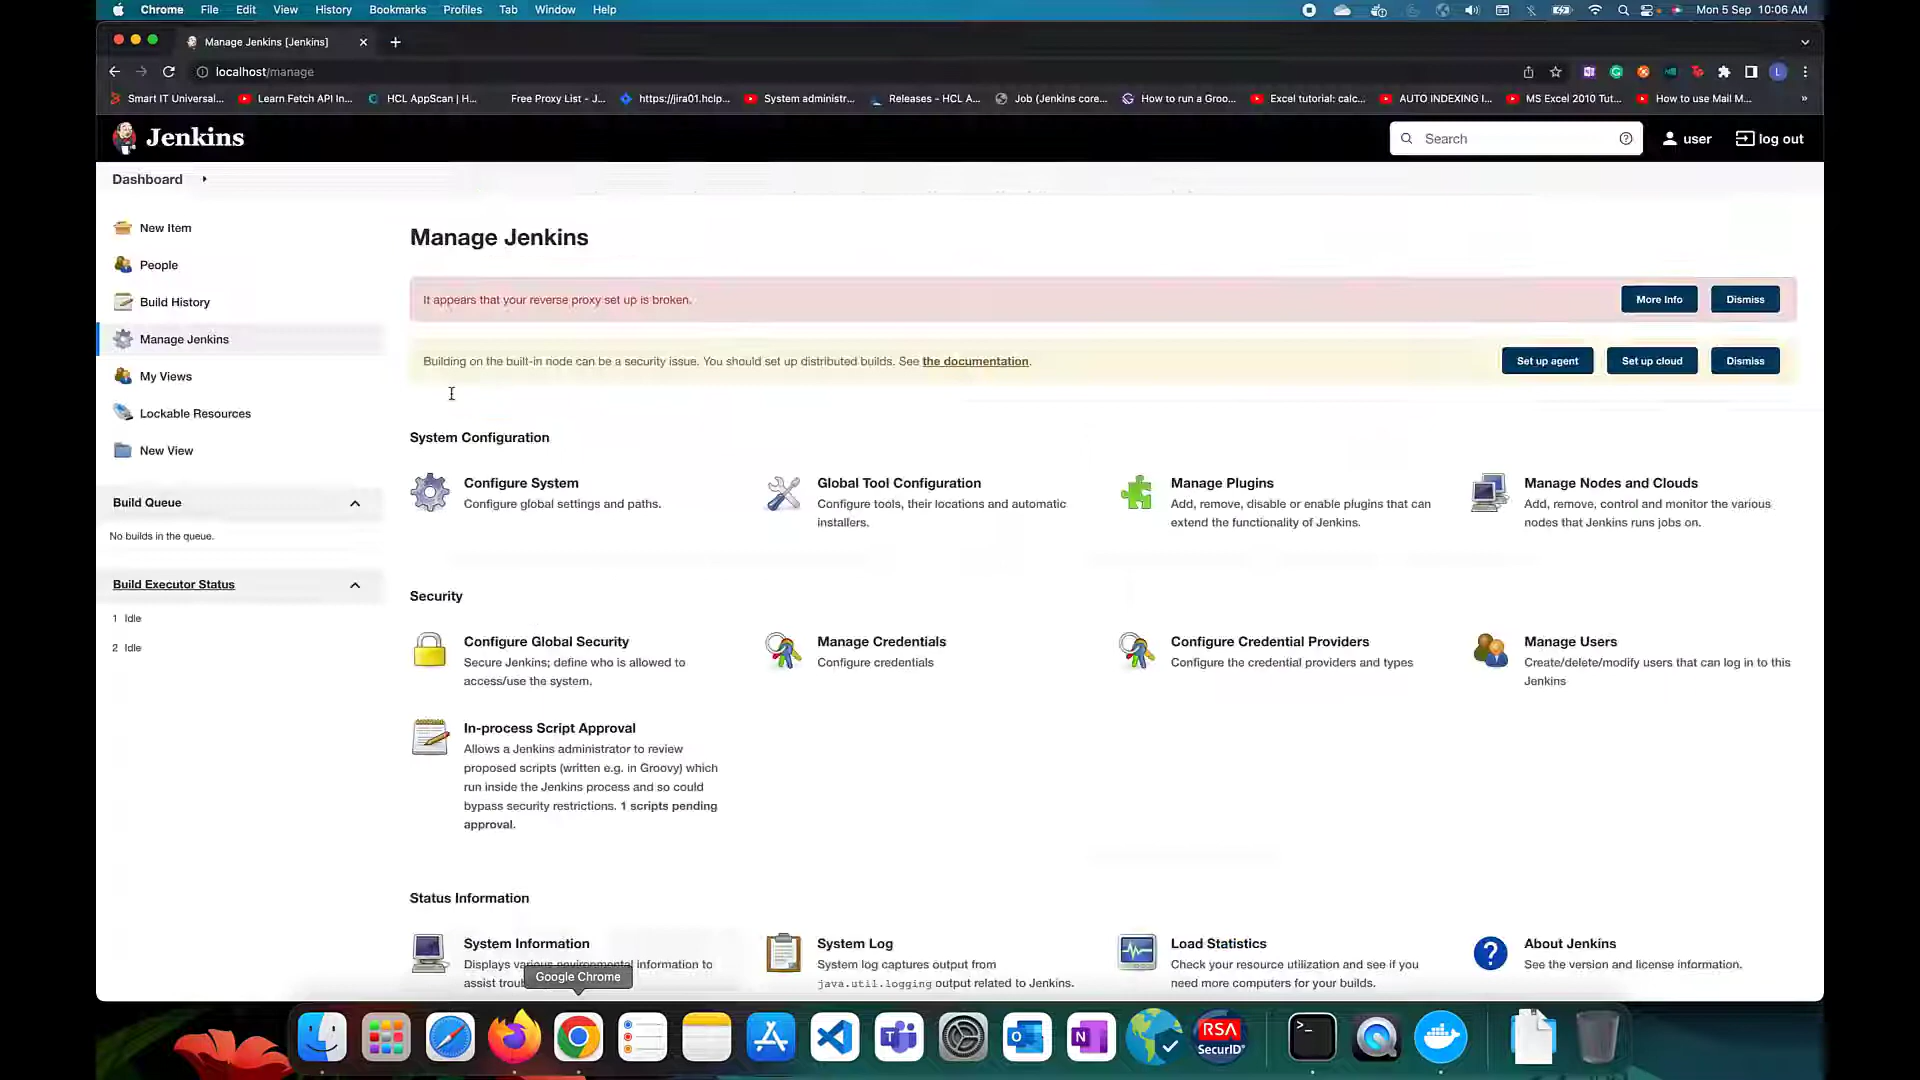 Chrome File Edit View History Bookmarks Profiles Tab Window Help
Mon 5 Sep 10:06 AM
Manage Jenkins [Jenkins]
localhost/manage
Smart IT Universal... Learn Fetch API In... HCL AppScan | H... Free Proxy List - J... https://jira01.hclp... System administr... Releases - HCL A... Job (Jenkins core... How to run a Groo... Excel tutorial: calc... AUTO INDEXING I... MS Excel 2010 Tut... How to use Mail M... »
Jenkins
Search
user
log out
Dashboard
New Item
People
Build History
Manage Jenkins
My Views
Lockable Resources
New View
Build Queue
No builds in the queue.
Build Executor Status
1 Idle
2 Idle
Manage Jenkins
It appears that your reverse proxy set up is broken.
More Info
Dismiss
Building on the built-in node can be a security issue. You should set up distributed builds. See the documentation.
Set up agent
Set up cloud
Dismiss
System Configuration
Configure System
Configure global settings and paths.
Global Tool Configuration
Configure tools, their locations and automatic
installers.
Manage Plugins
Add, remove, disable or enable plugins that can
extend the functionality of Jenkins.
Manage Nodes and Clouds
Add, remove, control and monitor the various
nodes that Jenkins runs jobs on.
Security
Configure Global Security
Secure Jenkins; define who is allowed to
access/use the system.
Manage Credentials
Configure credentials
Configure Credential Providers
Configure the credential providers and types
Manage Users
Create/delete/modify users that can log in to this
Jenkins
In-process Script Approval
Allows a Jenkins administrator to review
proposed scripts (written e.g. in Groovy) which
run inside the Jenkins process and so could
bypass security restrictions. 1 scripts pending
approval.
Status Information
System Information
Displays various environmental information to
assist
System Log
System log captures output from
java.util.logging output related to Jenkins.
Load Statistics
Check your resource utilization and see if you
need more computers for your builds.
About Jenkins
See the version and license information.
Google Chrome
RSA
SecurID